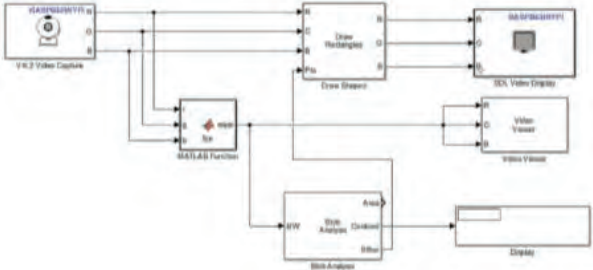 RASPBERRYPI
R
G
B
V4L2 Video Capture
R
G
B
Pts
Draw
Rectangles
R
G
B
Draw Shapes
RASPBERRYPI
R
G
B
SDL Video Display
r
g
b
fcn
MATLAB Function
R
G
B
Video
Viewer
Video Viewer
BW
Blob
Analysis
Area
Centroid
BBox
Blob Analysis
Display